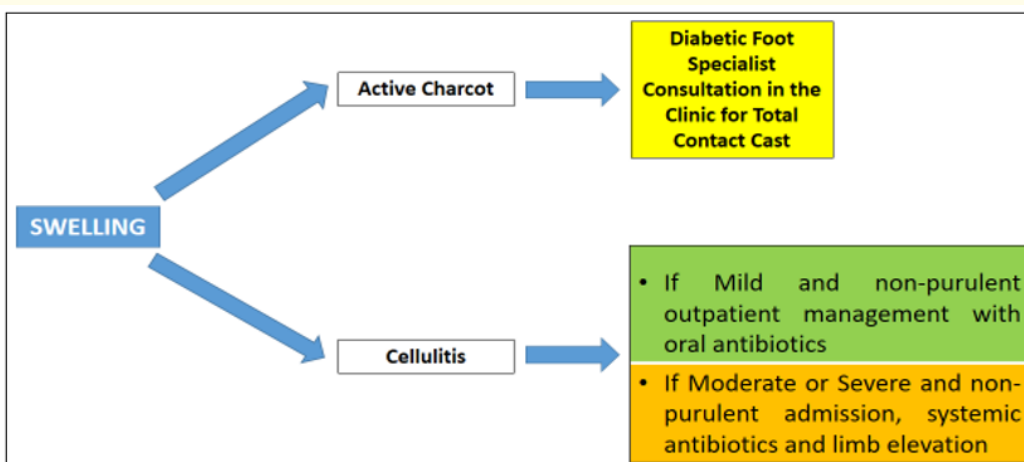 Diabetic Foot
Specialist
Consultation in the
Clinic for Total
Contact Cast
Active Charcot
SWELLING
• If Mild and non-purulent
outpatient management with
oral antibiotics
Cellulitis
• If Moderate or Severe and non-
purulent admission, systemic
antibiotics and limb elevation